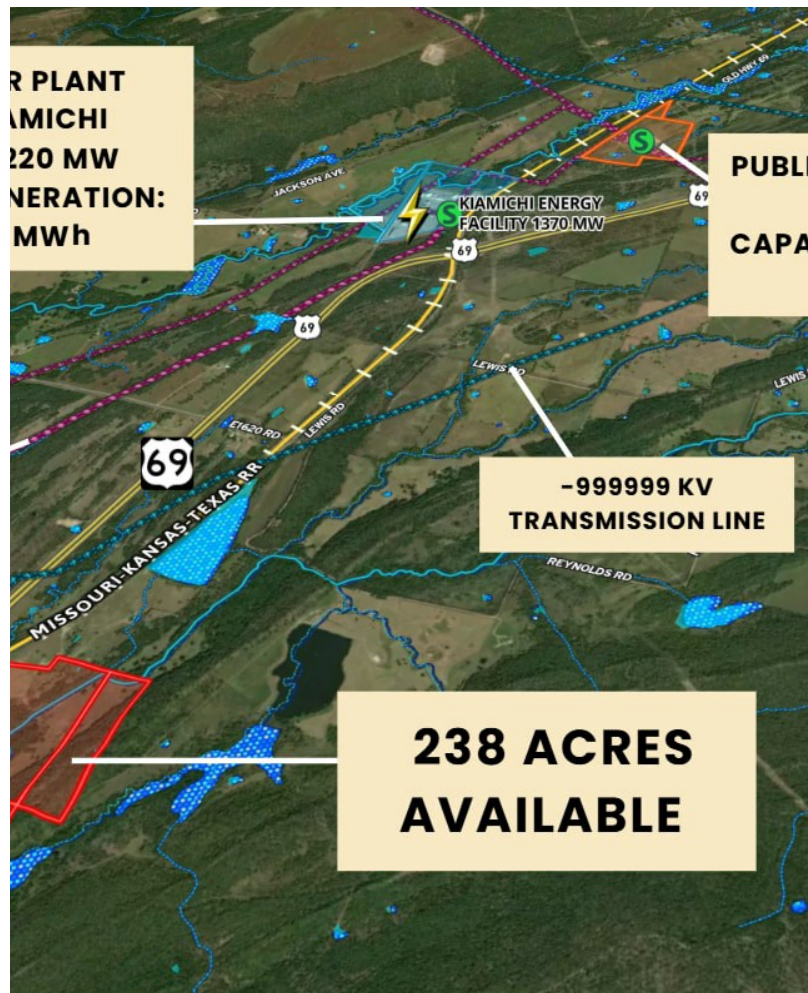 R PLANT
AMICHI
220 MW
NERATION:
MWh
OLD HWY 69
JACKSON AVE
S
PUBLI
CAPA
69
S
KIAMICHI ENERGY
FACILITY 1370 MW
69
69
LEWIS RD
LEWIS
E1620 RD
LEWIS RD
69
MISSOURI-KANSAS-TEXAS RR
-999999 KV
TRANSMISSION LINE
REYNOLDS RD
238 ACRES
AVAILABLE